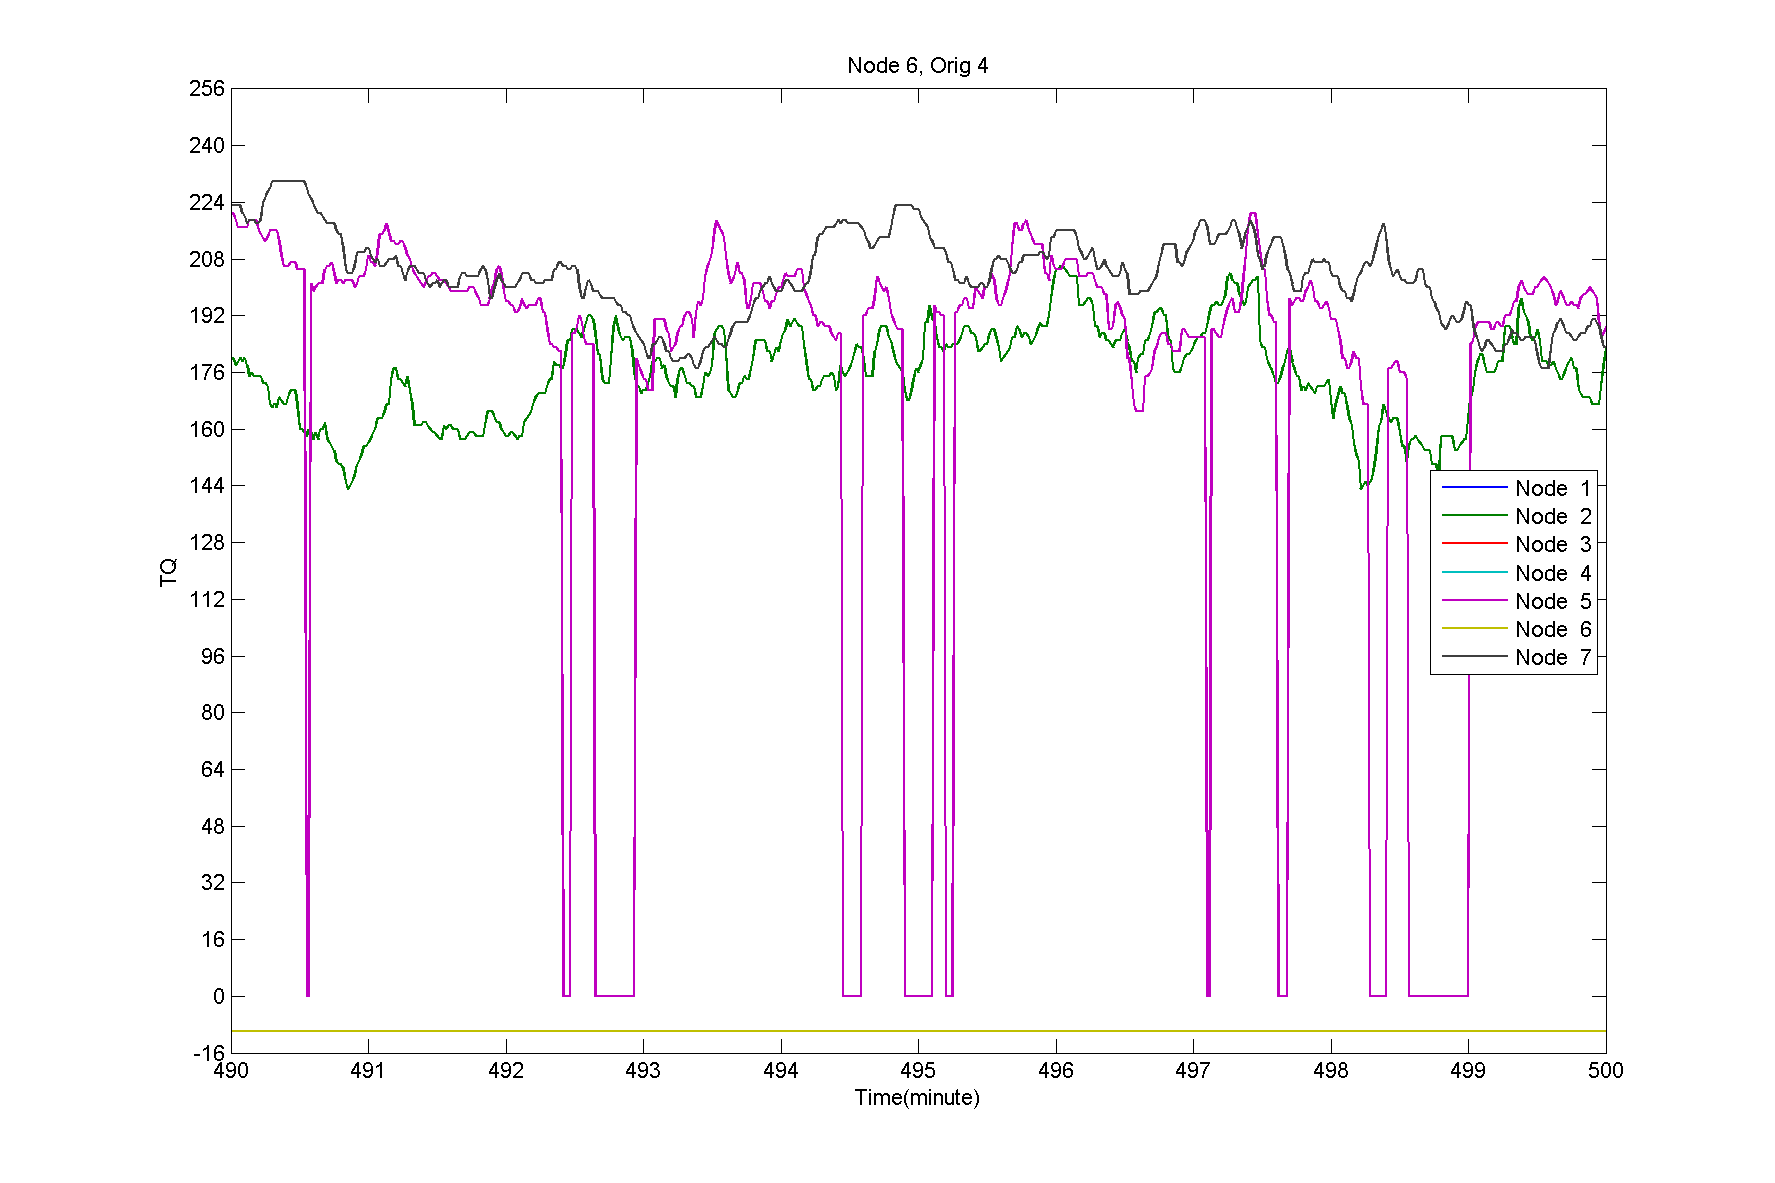 Node 6, Orig 4
256
240
224
208
192
176
160
144
128
112
96
80
64
48
32
16
0
-16
TQ
Node 1
Node 2
Node 3
Node 4
Node 5
Node 6
Node 7
490 491 492 493 494 495 496 497 498 499 500
Time(minute)